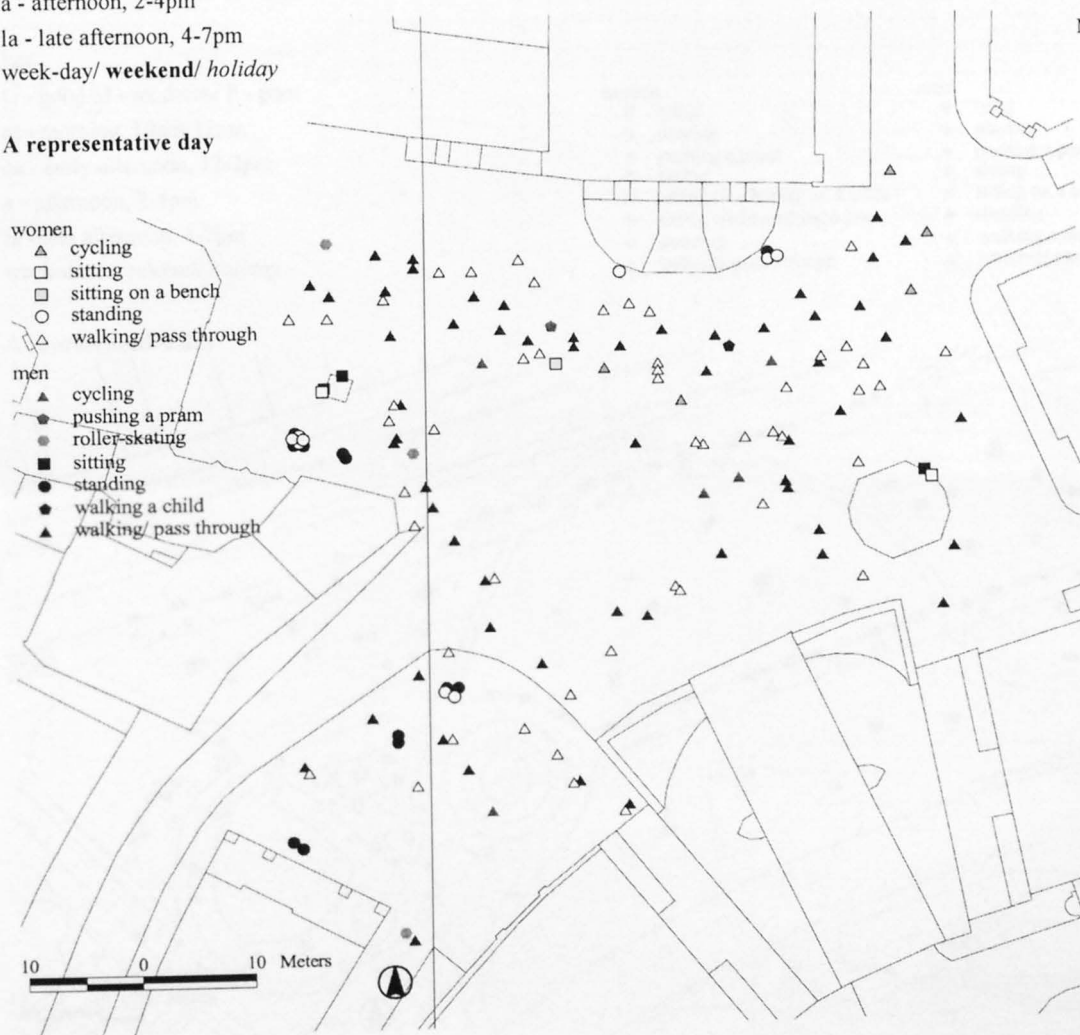 a - afternoon, 2-4pm
la - late afternoon, 4-7pm
week-day/ weekend/ holiday
A representative day
women
cycling
sitting
sitting on a bench
standing
walking/ pass through
men
cycling
pushing a pram
roller-skating
sitting
standing
walking a child
walking/ pass through
10 0 10 Meters